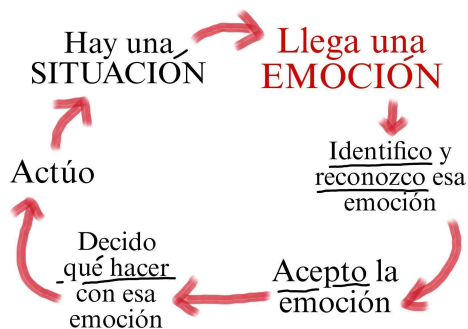 Hay una
SITUACIÓN
Llega una
EMOCIÓN
Identifico y
reconozco esa
emoción
Acepto la
emoción
Decido
qué hacer
con esa
emoción
Actúo